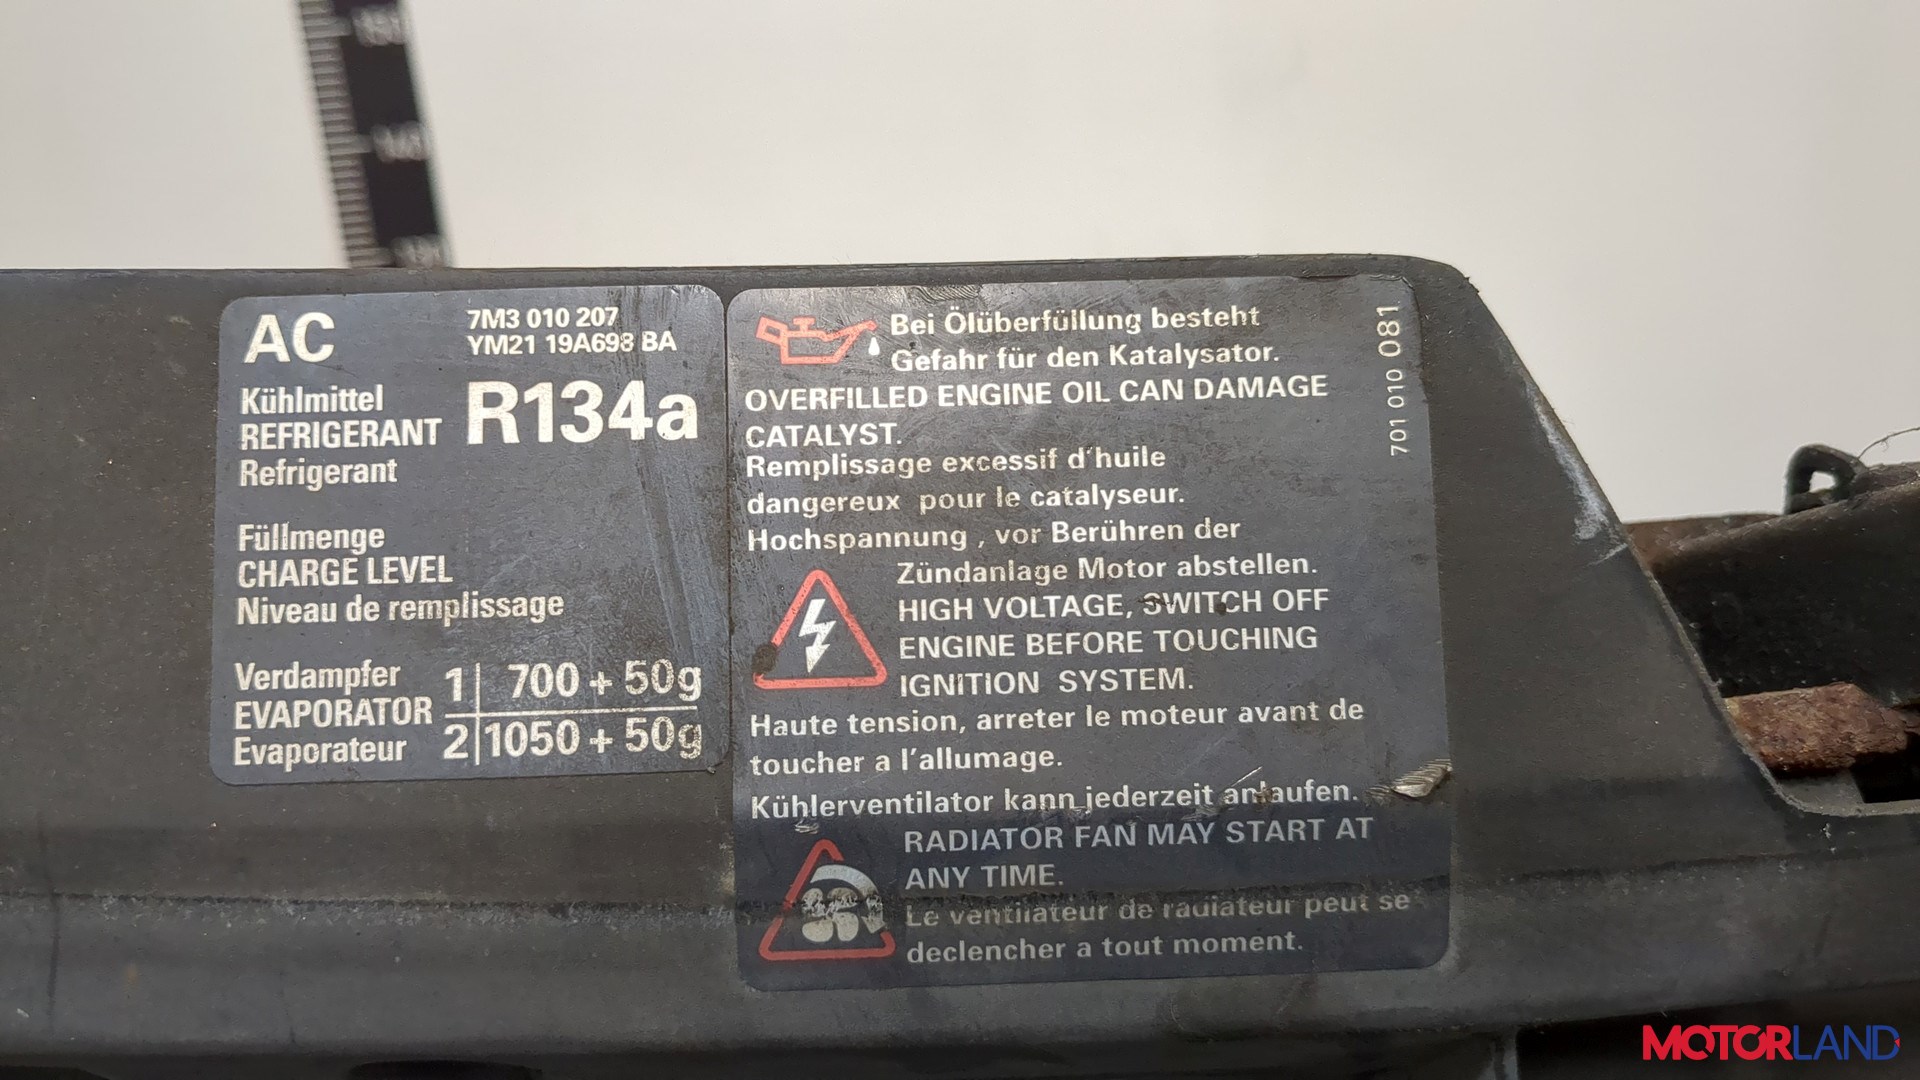 AC
7M3 010 207
YM21 19A698 BA
Kühlmittel
REFRIGERANT
Refrigerant
R134a
Füllmenge
CHARGE LEVEL
Niveau de remplissage
Verdampfer
EVAPORATOR
Evaporateur
1 700 + 50g
2 1050 + 50g
Bei Ölüberfüllung besteht
Gefahr für den Katalysator.
OVERFILLED ENGINE OIL CAN DAMAGE
CATALYST.
Remplissage excessif d'huile
dangereux pour le catalyseur.
Hochspannung , vor Berühren der
Zündanlage Motor abstellen.
HIGH VOLTAGE, SWITCH OFF
ENGINE BEFORE TOUCHING
IGNITION SYSTEM.
Haute tension, arreter le moteur avant de
toucher a l'allumage.
Kühlerventilator kann jederzeit anlaufen.
RADIATOR FAN MAY START AT
ANY TIME.
Le ventilateur de radiateur peut se
declencher a tout moment.
701 010 081
MOTORLAND